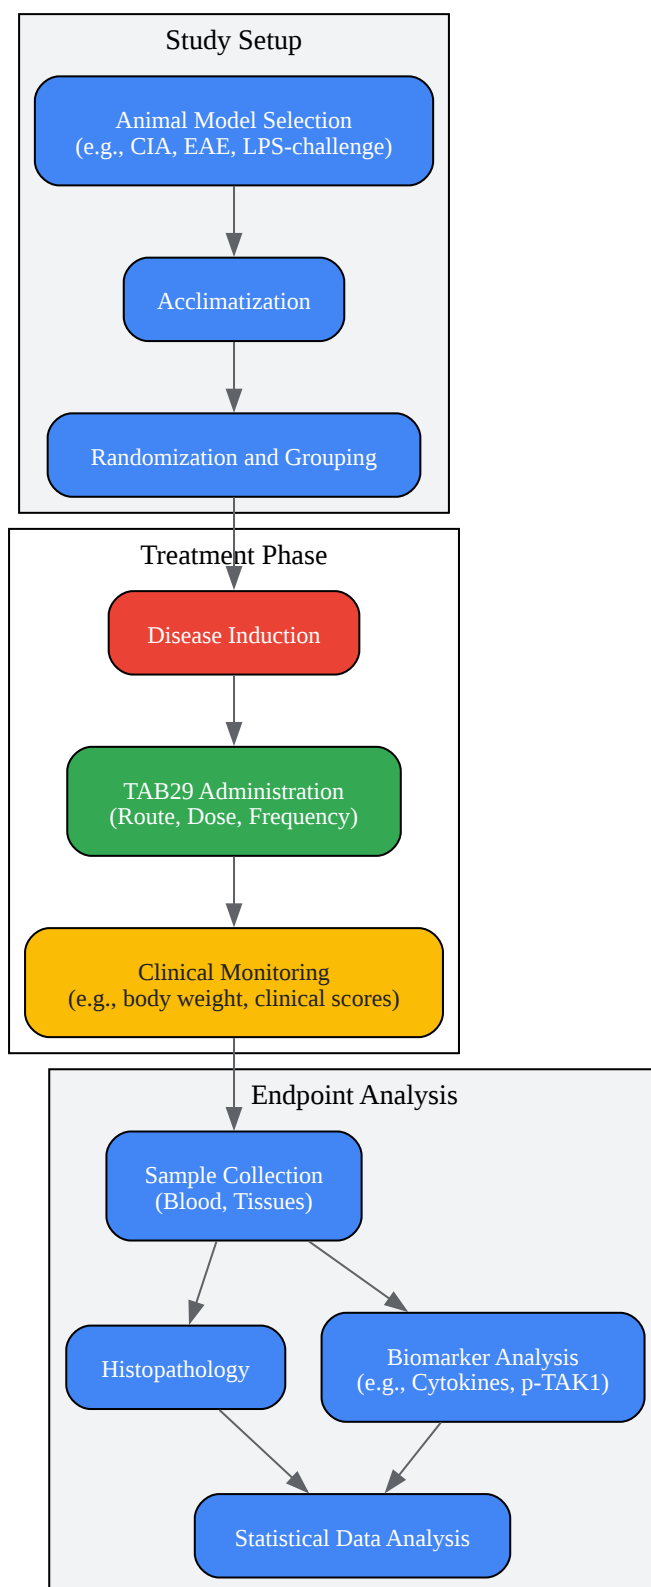 Study Setup
Animal Model Selection
(e.g., CIA, EAE, LPS-challenge)
Acclimatization
Randomization and Grouping
Treatment Phase
Disease Induction
TAB29 Administration
(Route, Dose, Frequency)
Clinical Monitoring
(e.g., body weight, clinical scores)
Endpoint Analysis
Sample Collection
(Blood, Tissues)
Histopathology
Biomarker Analysis
(e.g., Cytokines, p-TAK1)
Statistical Data Analysis